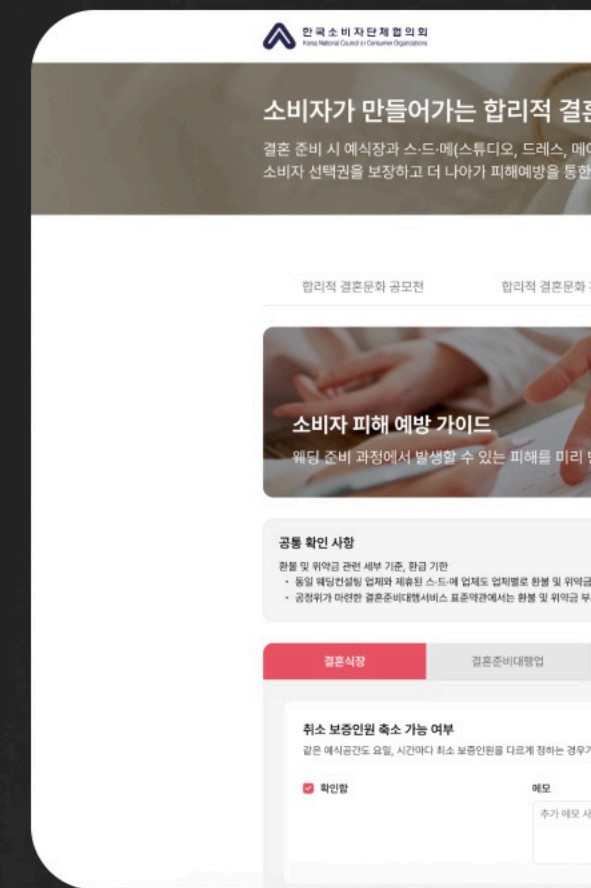 한국소비자단체협의회
Korea National Council of Consumer Organizations
소비자가 만들어가는 합리적
결혼 준비 시 예식장과 스·드·메(스튜디오, 드레스,
소비자 선택권을 보장하고 더 나아가 피해예방을 통한
합리적 결혼문화 공모전
합리적 결혼문화
소비자 피해 예방 가이드
웨딩 준비 과정에서 발생할 수 있는 피해를 미리
공통 확인 사항
환불 및 위약금 관련 세부 기준, 환급 기한
· 동일 웨딩컨설팅 업체와 제휴된 스·드·메 업체도 업체별로 환불 및 위약금
· 공정위가 마련한 결혼준비대행서비스 표준약관에서는 환불 및 위약금
결혼식장
결혼준비대행업
취소 보증인원 축소 가능 여부
같은 예식공간도 요일, 시간마다 최소 보증인원을 다르게 정하는 경우가
확인함
메모
추가 메모